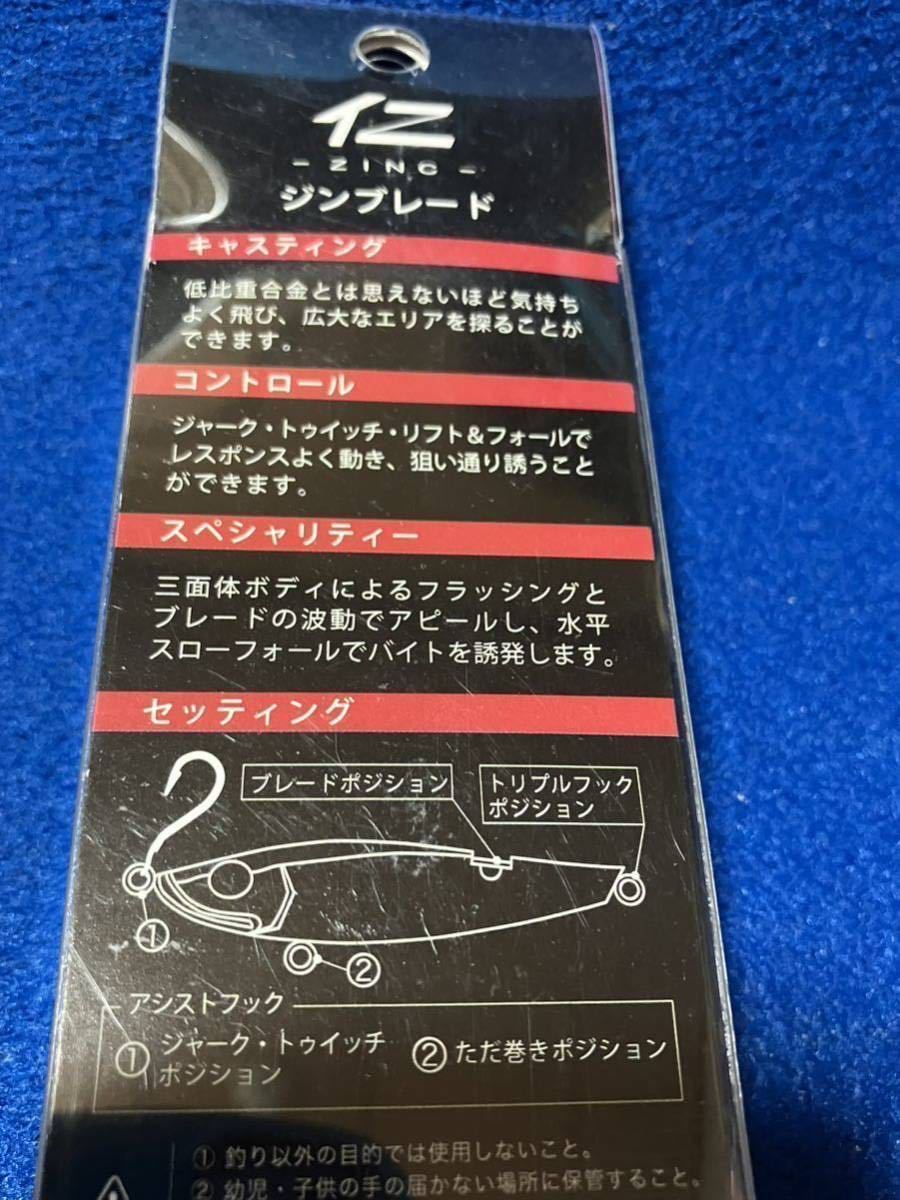 仁
- ZINC -
ジンブレード
キャスティング
低比重合金とは思えないほど気持ち
よく飛び、広大なエリアを探ることが
できます。
コントロール
ジャーク・トゥイッチ・リフト&フォールで
レスポンスよく動き、狙い通り誘うこと
ができます。
スペシャリティー
三面体ボディによるフラッシングと
ブレードの波動でアピールし、水平
スローフォールでバイトを誘発します。
セッティング
ブレードポジション
トリプルフック
ポジション
①
②
アシストフック
① ジャーク・トゥイッチ
ポジション
② ただ巻きポジション
① 釣り以外の目的では使用しないこと。
② 幼児・子供の手の届かない場所に保管すること。